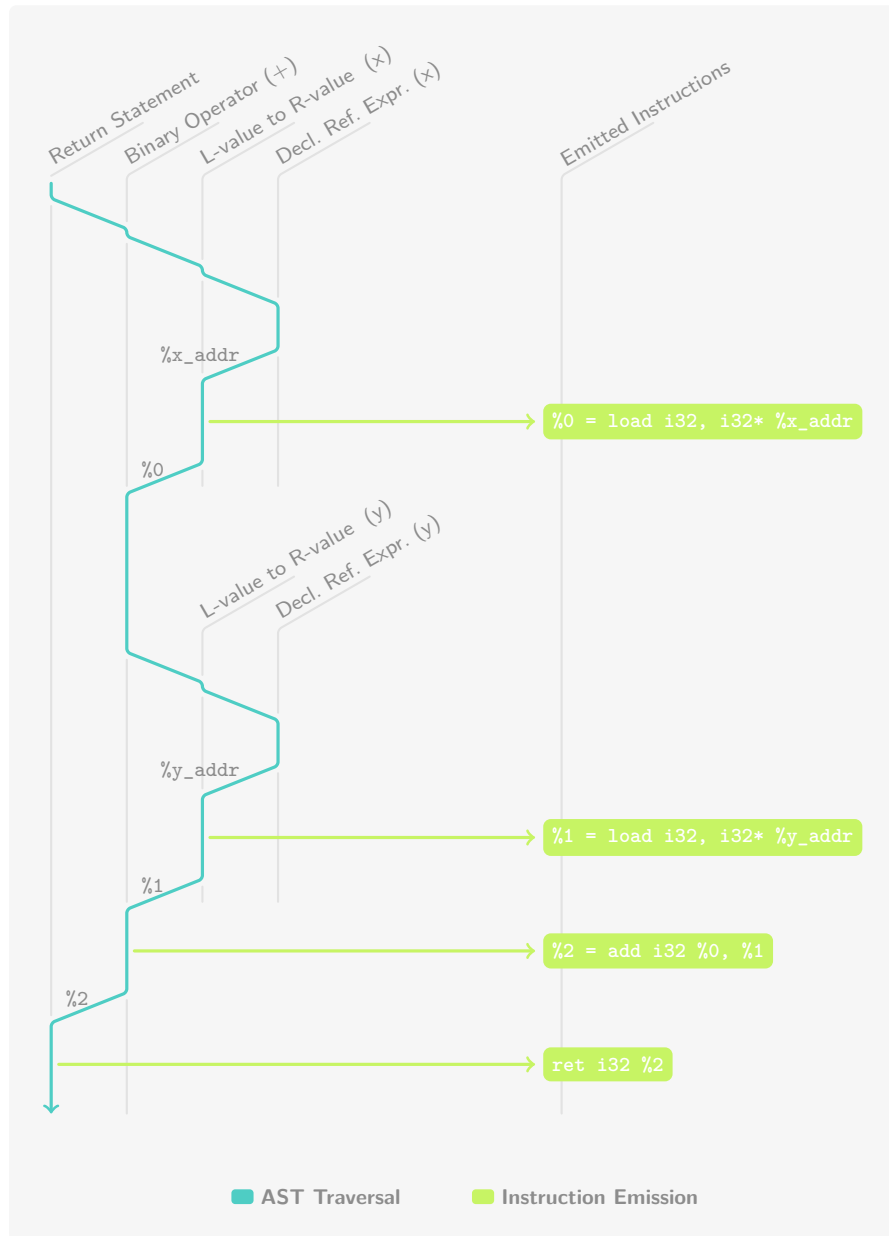 Return Statement
Binary Operator (+)
L-value to R-value (x)
Decl. Ref. Expr. (x)
Emitted Instructions
%x_addr
%0 = load i32, i32* %x_addr
%0
L-value to R-value (y)
Decl. Ref. Expr. (y)
%y_addr
%1 = load i32, i32* %y_addr
%1
%2 = add i32 %0, %1
%2
ret i32 %2
AST Traversal
Instruction Emission